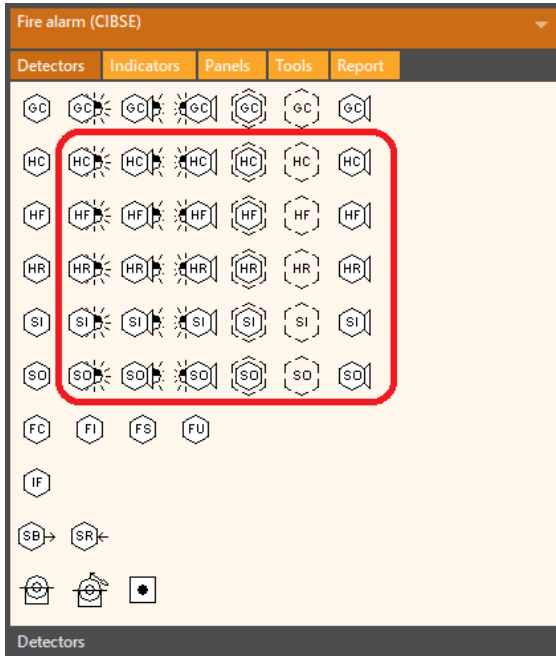 Fire alarm (CIBSE)
Detectors Indicators Panels Tools Report
GC GC GC GC GC GC GC
HC HC HC HC HC HC HC
HF HF HF HF HF HF HF
HR HR HR HR HR HR HR
SI SI SI SI SI SI SI
SO SO SO SO SO SO SO
FC FI FS FU
IF
SB SR
Detectors